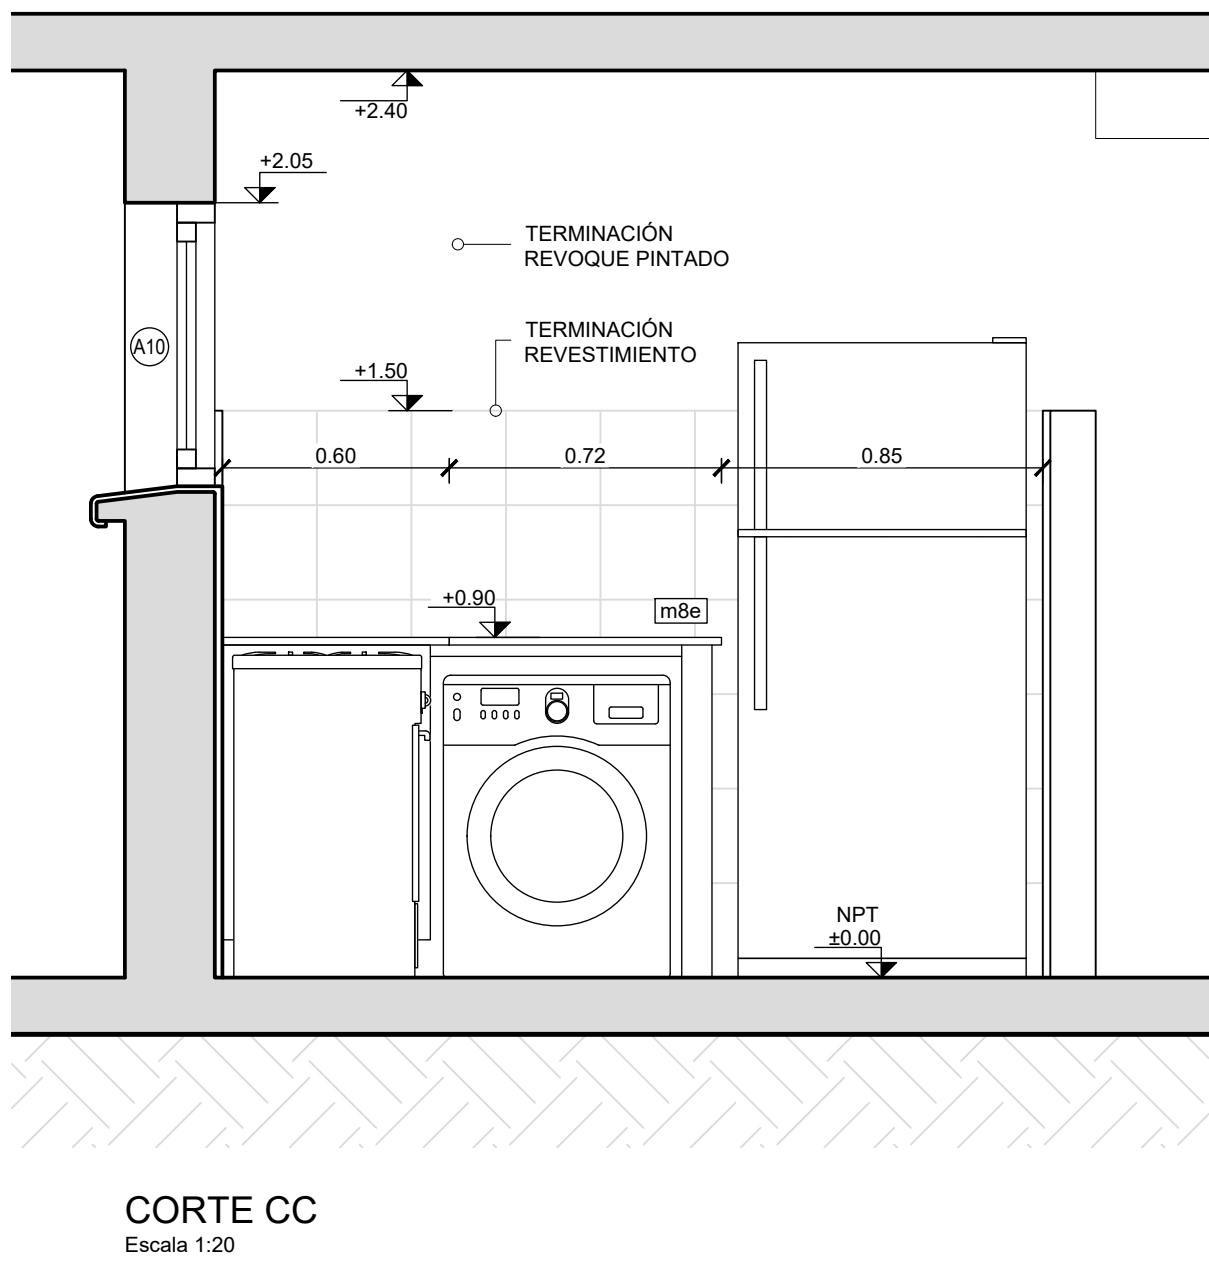 +2.40
+2.05
TERMINACIÓN
REVOQUE PINTADO
TERMINACIÓN
REVESTIMIENTO
A10
+1.50
0.60
0.72
0.85
+0.90
m8e
NPT
±0.00
CORTE CC
Escala 1:20